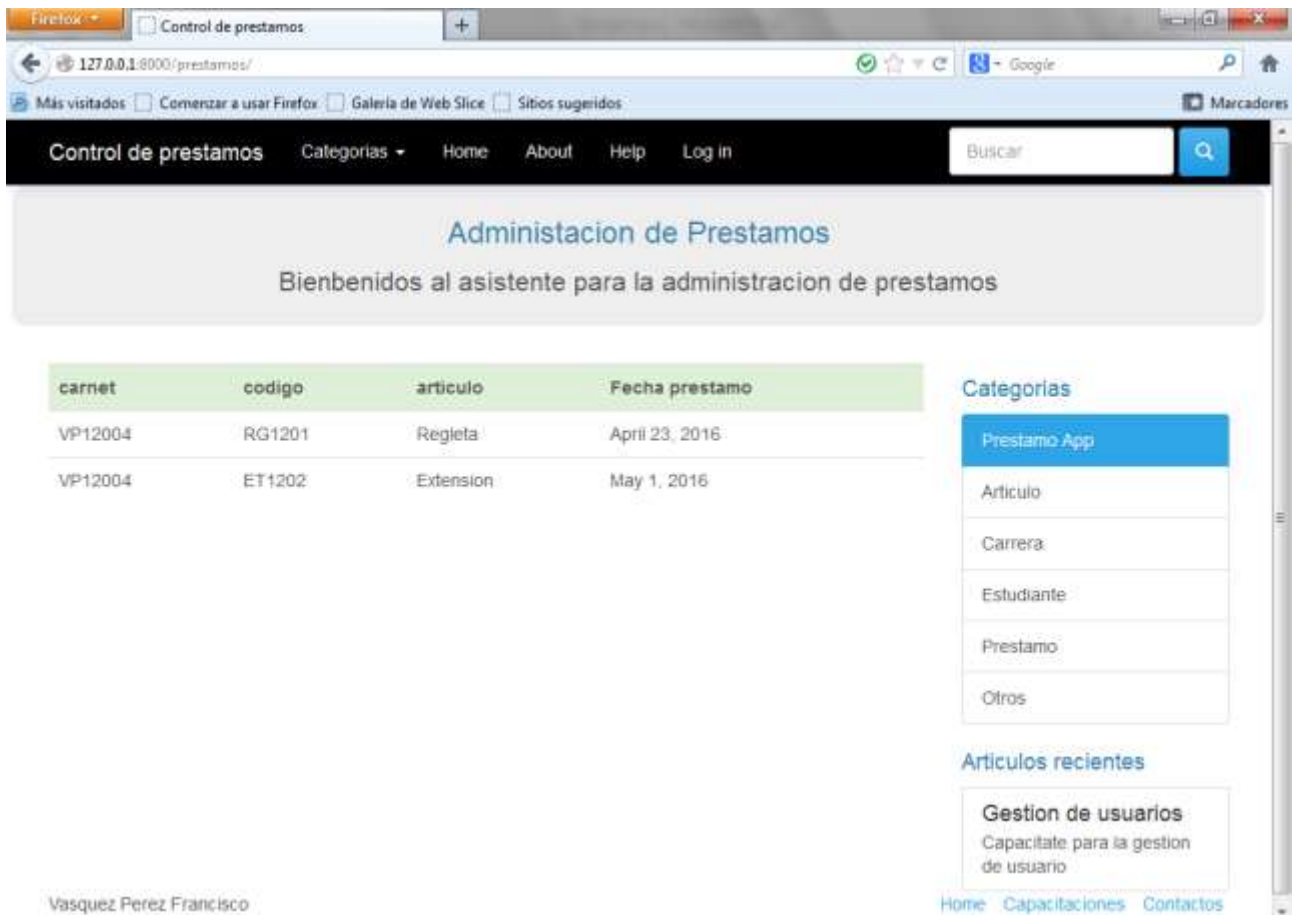 Firefox
Control de prestamos
127.0.0.1:8000/prestamos/
Google
Más visitados Comenzar a usar Firefox Galería de Web Slice Sitios sugeridos Marcadores
Control de prestamos Categorias Home About Help Log in Buscar
Administacion de Prestamos
Bienbenidos al asistente para la administracion de prestamos
carnet codigo articulo Fecha prestamo
VP12004 RG1201 Regleta April 23, 2016
VP12004 ET1202 Extension May 1, 2016
Categorias
Prestamo App
Articulo
Carrera
Estudiante
Prestamo
Otros
Articulos recientes
Gestion de usuarios
Capacitate para la gestion
de usuario
Vasquez Perez Francisco
Home Capacitaciones Contactos